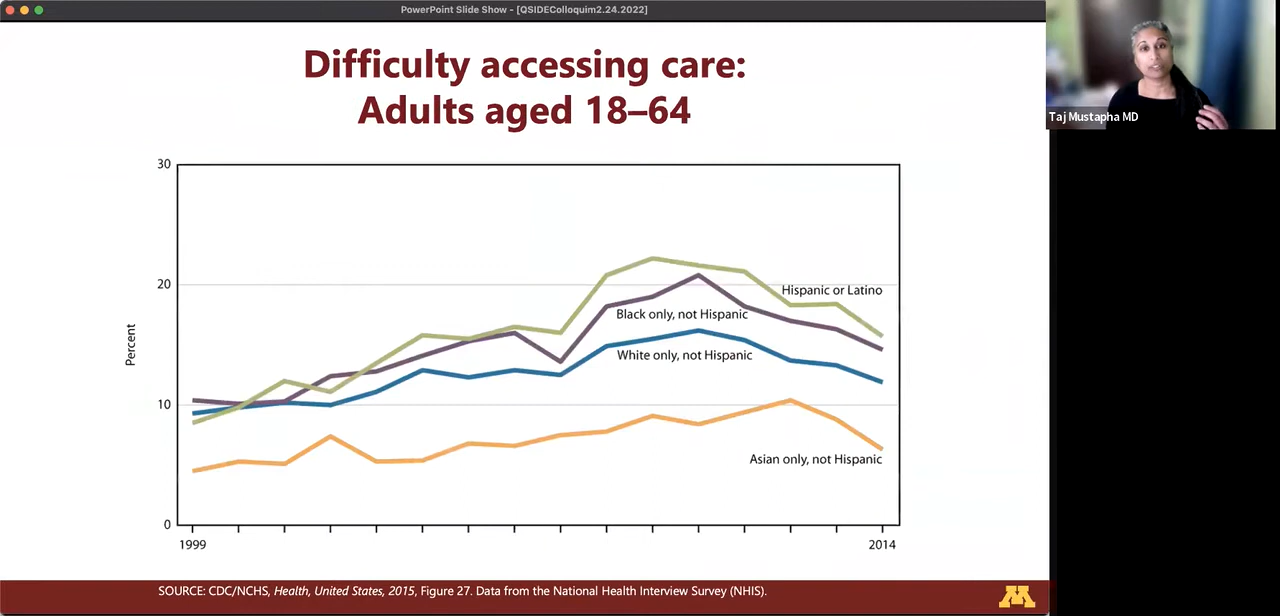 PowerPoint Slide Show - [QSIDEColloquim2.24.2022]
Difficulty accessing care:
Adults aged 18–64
Taj Mustapha MD
30
20
10
0
Percent
Hispanic or Latino
Black only, not Hispanic
White only, not Hispanic
Asian only, not Hispanic
1999
2014
SOURCE: CDC/NCHS, Health, United States, 2015, Figure 27. Data from the National Health Interview Survey (NHIS).
M